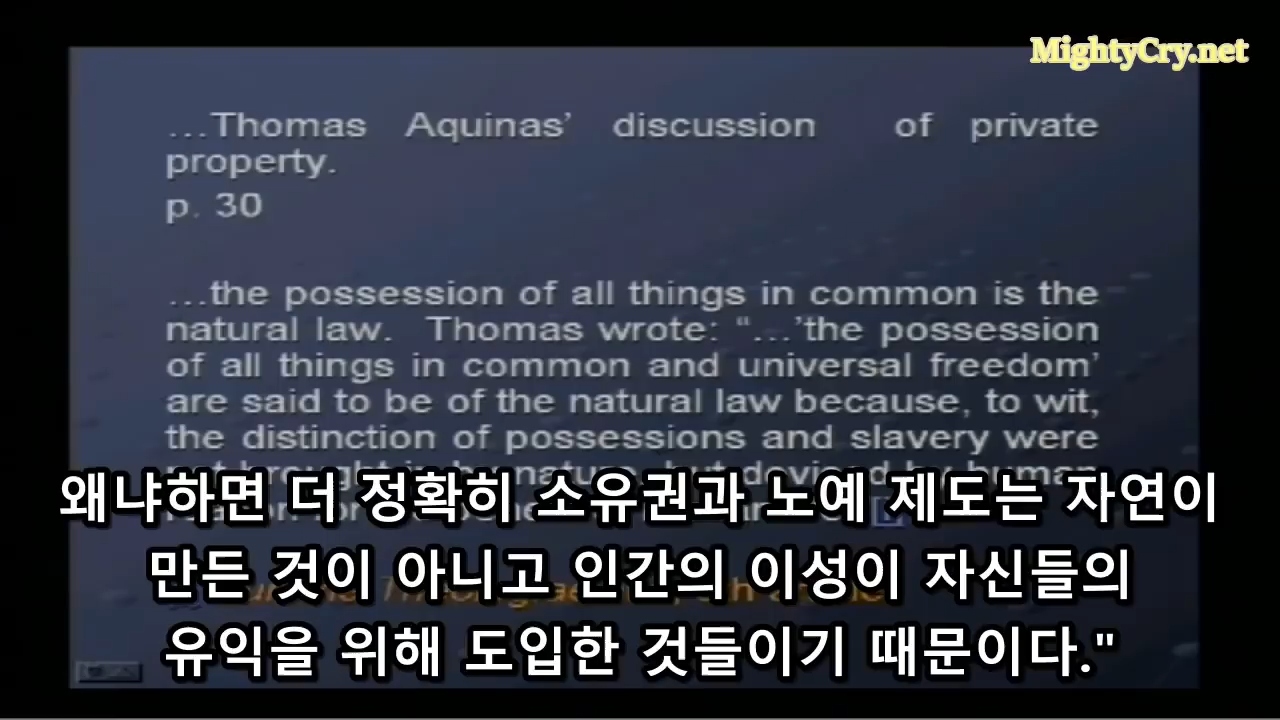 MightyCry.net
…Thomas Aquinas’ discussion of private
property.
p. 30
…the possession of all things in common is the
natural law. Thomas wrote: “…’the possession
of all things in common and universal freedom’
are said to be of the natural law because, to wit,
the distinction of possessions and slavery were
왜냐하면 더 정확히 소유권과 노예 제도는 자연이
만든 것이 아니고 인간의 이성이 자신들의
유익을 위해 도입한 것들이기 때문이다."